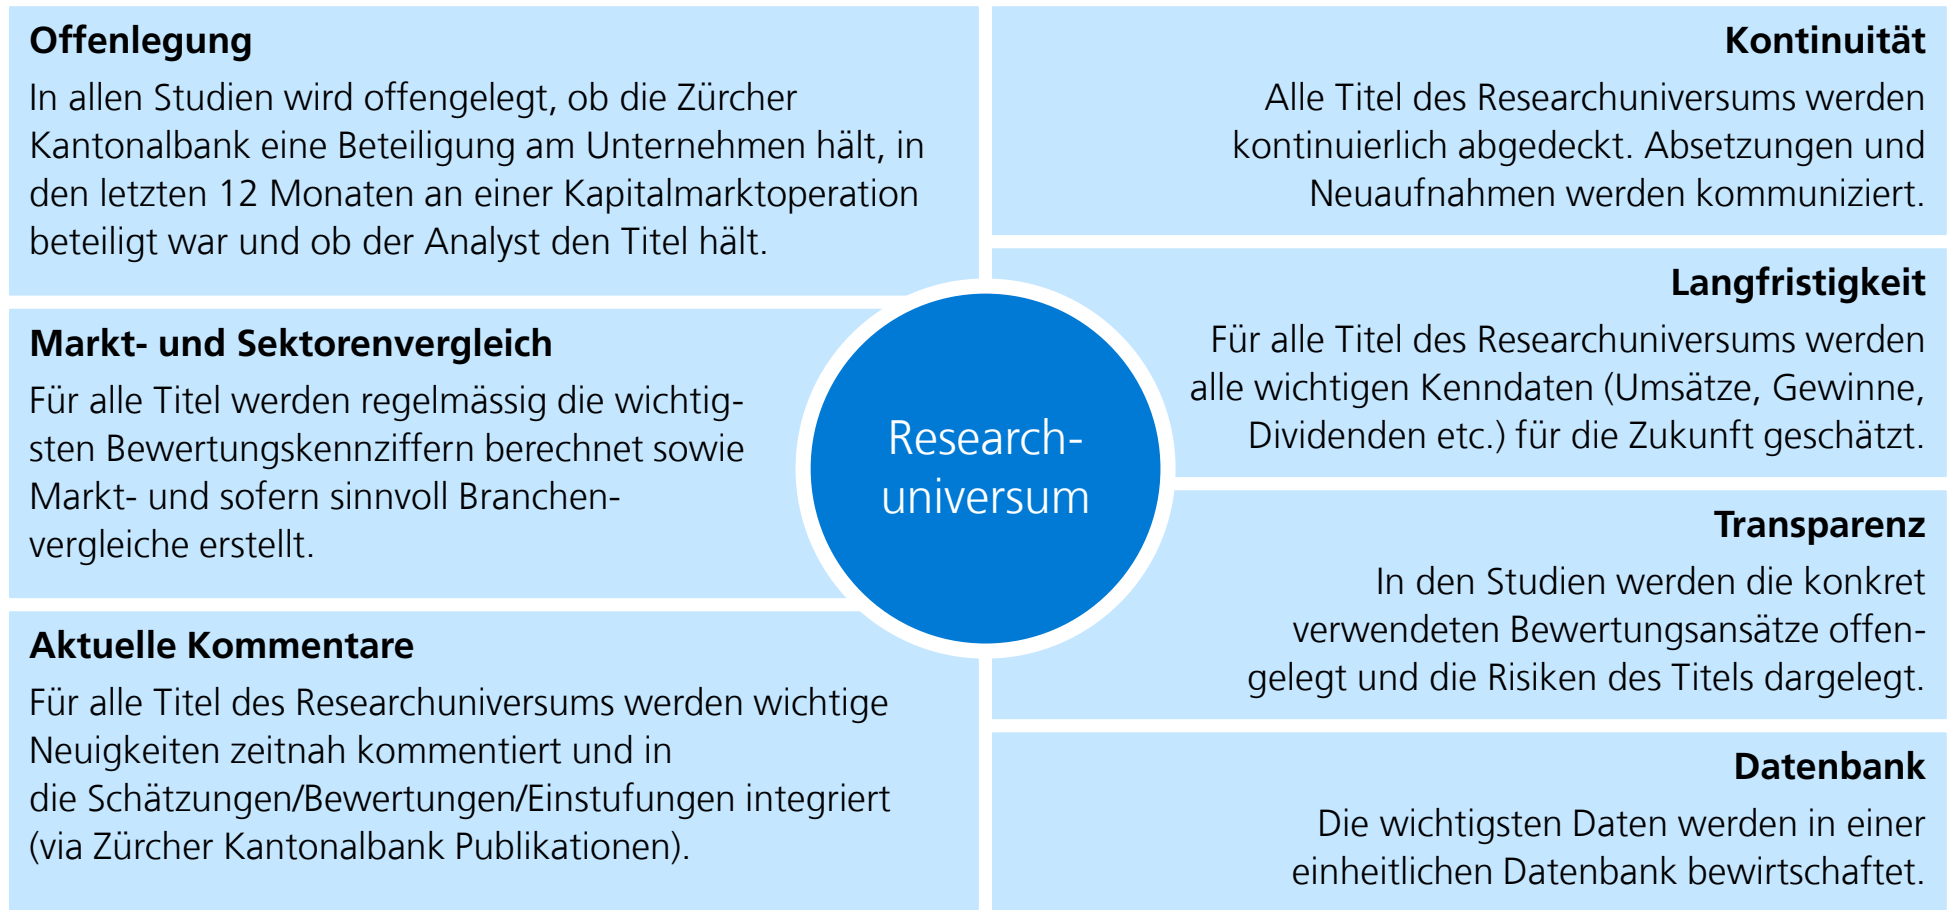 Offenlegung
In allen Studien wird offengelegt, ob die Zürcher
Kantonalbank eine Beteiligung am Unternehmen hält, in
den letzten 12 Monaten an einer Kapitalmarktoperation
beteiligt war und ob der Analyst den Titel hält.
Markt- und Sektorenvergleich
Für alle Titel werden regelmässig die wichtig-
sten Bewertungskennziffern berechnet sowie
Markt- und sofern sinnvoll Branchen-
vergleiche erstellt.
Aktuelle Kommentare
Für alle Titel des Researchuniversums werden wichtige
Neuigkeiten zeitnah kommentiert und in
die Schätzungen/Bewertungen/Einstufungen integriert
(via Zürcher Kantonalbank Publikationen).
Research-
universum
Kontinuität
Alle Titel des Researchuniversums werden
kontinuierlich abgedeckt. Absetzungen und
Neuaufnahmen werden kommuniziert.
Langfristigkeit
Für alle Titel des Researchuniversums werden
alle wichtigen Kenndaten (Umsätze, Gewinne,
Dividenden etc.) für die Zukunft geschätzt.
Transparenz
In den Studien werden die konkret
verwendeten Bewertungsansätze offen-
gelegt und die Risiken des Titels dargelegt.
Datenbank
Die wichtigsten Daten werden in einer
einheitlichen Datenbank bewirtschaftet.